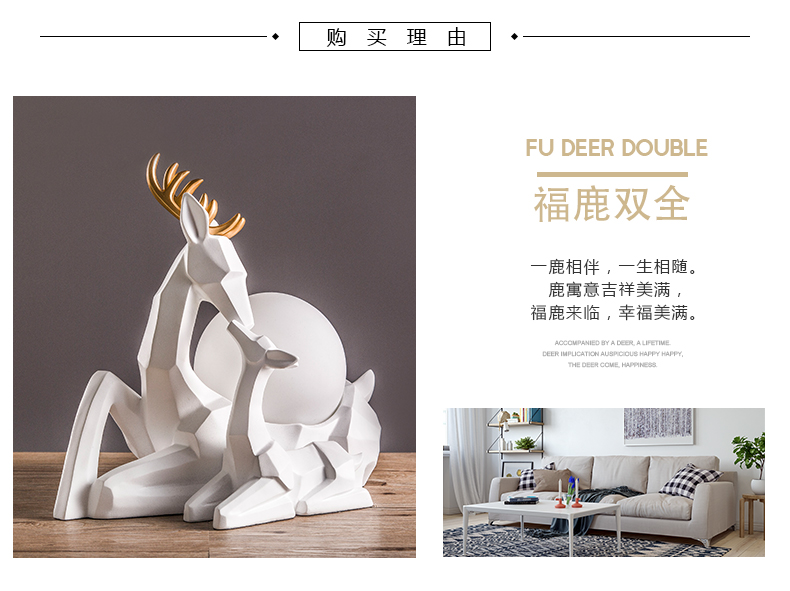 购买理由
FU DEER DOUBLE
福鹿双全
一鹿相伴，一生相随。
鹿寓意吉祥美满，
福鹿来临，幸福美满。
ACCOMPANIED BY A DEER, A LIFETIME.
DEER IMPLICATION AUSPICIOUS HAPPY HAPPY,
THE DEER COME, HAPPINESS.